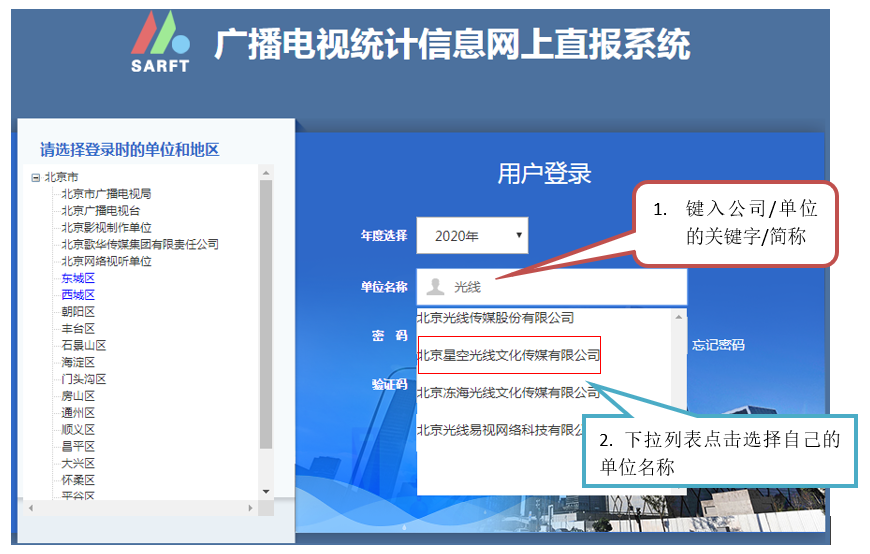 SARFT
广播电视统计信息网上直报系统
请选择登录时的单位和地区
北京市
北京市广播电视局
北京广播电视台
北京影视制作单位
北京歌华传媒集团有限责任公司
北京网络视听单位
东城区
西城区
朝阳区
丰台区
石景山区
海淀区
门头沟区
房山区
通州区
顺义区
昌平区
大兴区
怀柔区
平谷区
用户登录
年度选择 2020年
单位名称 光线
密 码
忘记密码
验证码
北京光线传媒股份有限公司
北京星空光线文化传媒有限公司
北京冻海光线文化传媒有限公司
北京光线易视网络科技有限公
1. 键入公司/单位
的关键字/简称
2. 下拉列表点击选择自己的
单位名称